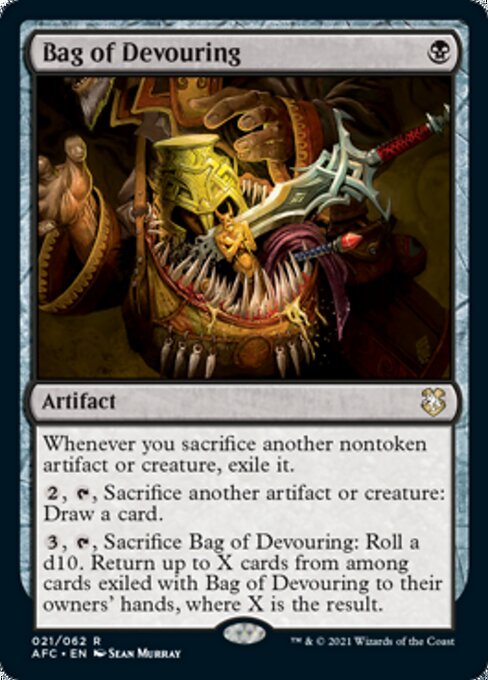 Bag of Devouring
Artifact
Whenever you sacrifice another nontoken
artifact or creature, exile it.
2, , Sacrifice another artifact or creature:
Draw a card.
3, , Sacrifice Bag of Devouring: Roll a
d10. Return up to X cards from among
cards exiled with Bag of Devouring to their
owners' hands, where X is the result.
021/062 R
AFC • EN Sean Murray
™ & © 2021 Wizards of the Coast